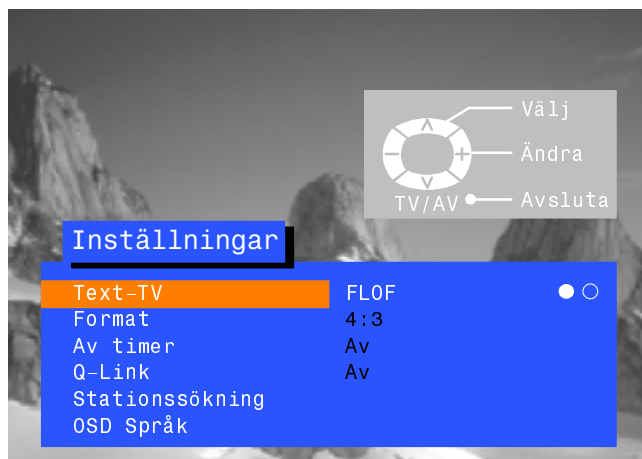 Välj
Ändra
TV/AV Avsluta
Inställningar
Text-TV FLOF
Format 4:3
Av timer Av
Q-Link Av
Stationssökning
OSD Språk